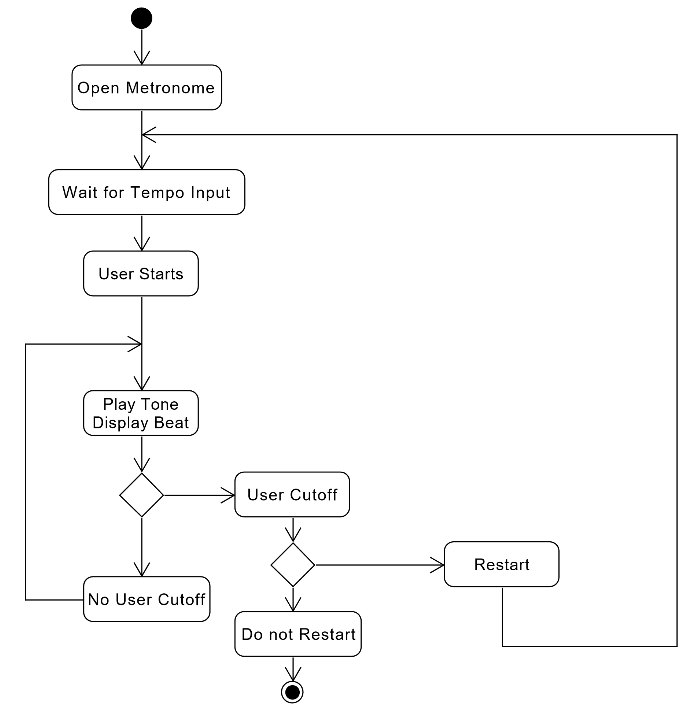 Open Metronome
Wait for Tempo Input
User Starts
Play Tone
Display Beat
User Cutoff
Restart
No User Cutoff
Do not Restart